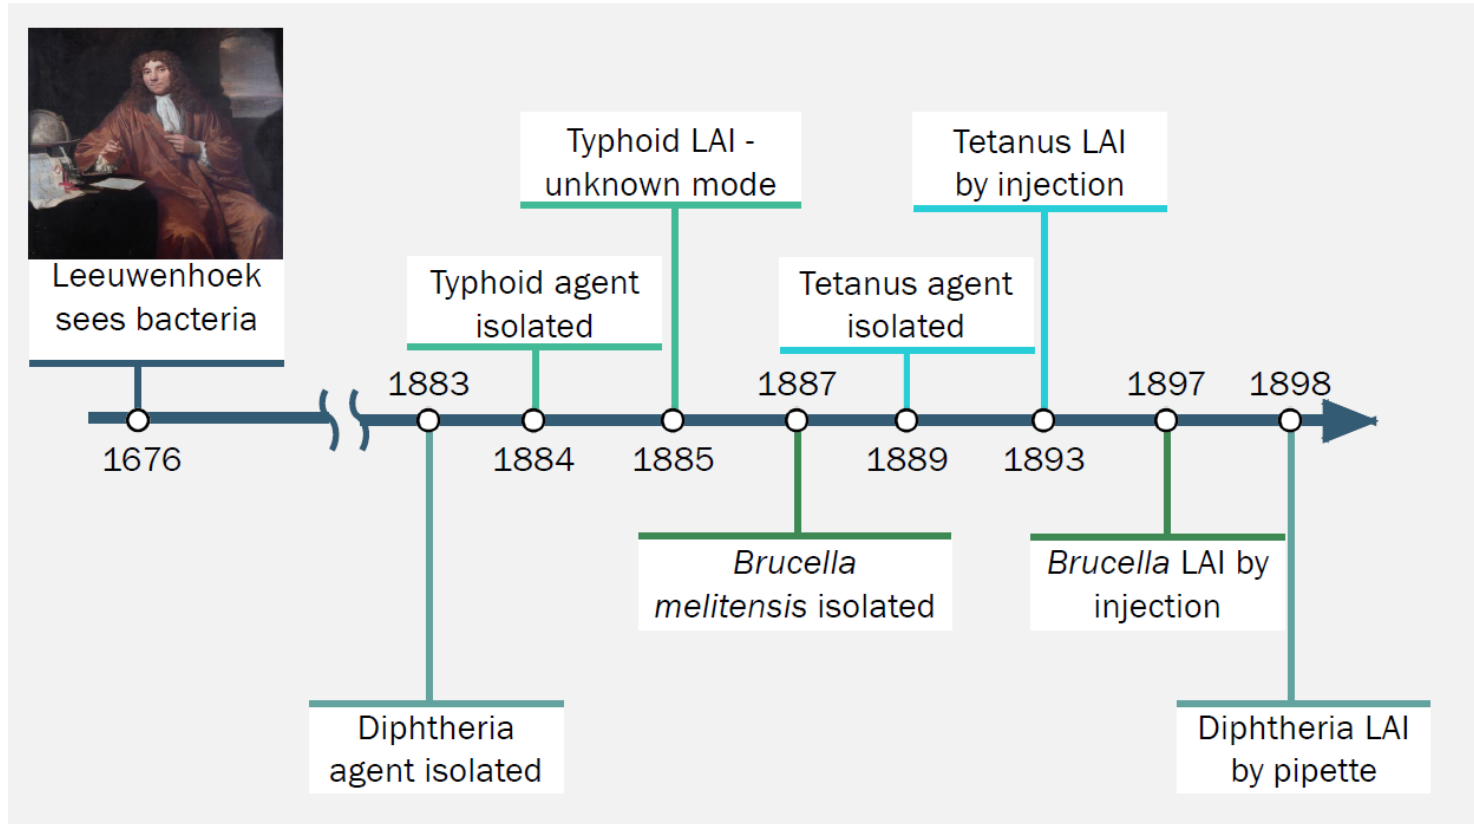 Leeuwenhoek
sees bacteria
1676
1883
Diphtheria
agent isolated
Typhoid agent
isolated
1884
Typhoid LAI -
unknown mode
1885
1887
Brucella
melitensis isolated
Tetanus agent
isolated
1889
Tetanus LAI
by injection
1893
1897
Brucella LAI by
injection
1898
Diphtheria LAI
by pipette